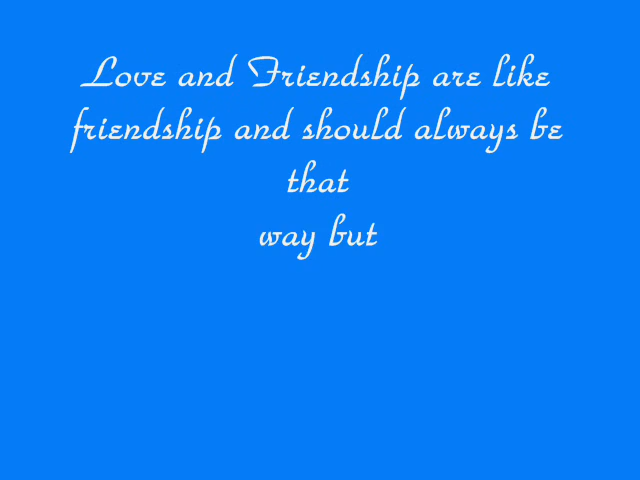 Love and Friendship are like
friendship and should always be
that
way but